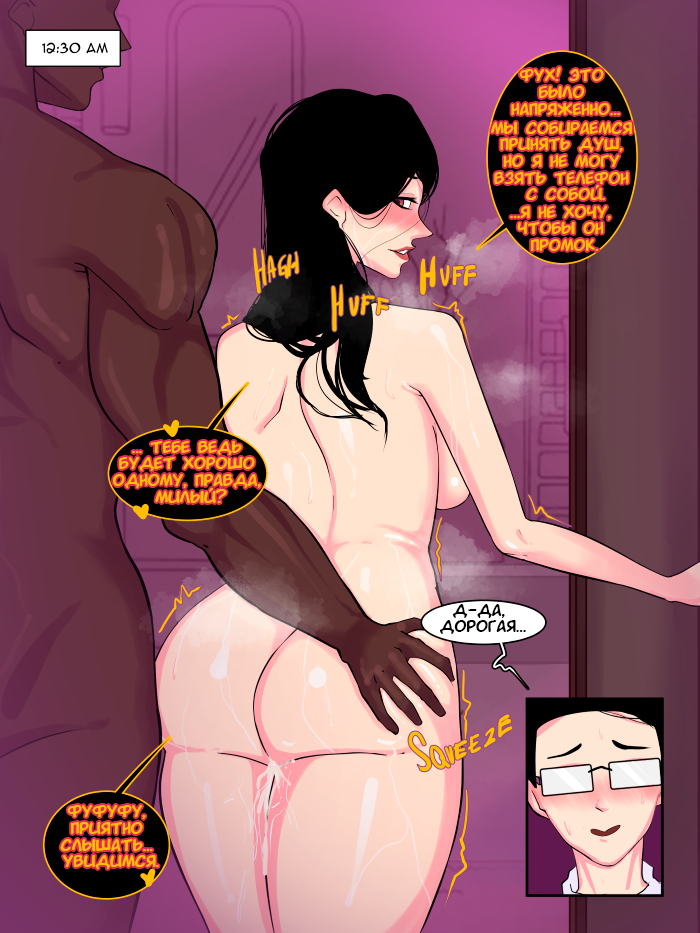 12:30 AM
ФУХ! ЭТО
БЫЛО
НАПРЯЖЕННО...
МЫ СОБИРАЕМСЯ
ПРИНЯТЬ ДУШ,
НО Я НЕ МОГУ
ВЗЯТЬ ТЕЛЕФОН
С СОБОЙ.
...Я НЕ ХОЧУ,
ЧТОБЫ ОН
ПРОМОК.
HAGH
HUFF
HUFF
... ТЕБЕ ВЕДЬ
БУДЕТ ХОРОШО
ОДНОМУ, ПРАВДА,
МИЛЫЙ?
Д-ДА,
ДОРОГАЯ...
SQUEEZE
ФУФУФУ,
ПРИЯТНО
СЛЫШАТЬ...
УВИДИМСЯ.